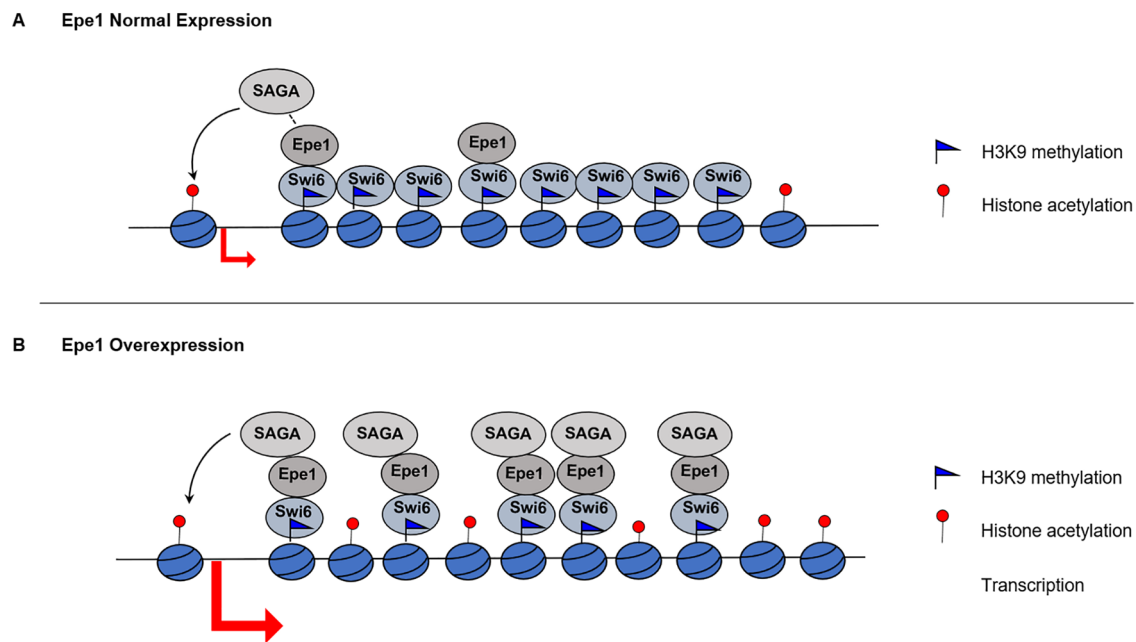 A Epe1 Normal Expression
SAGA
Epe1 Epe1
Swi6 Swi6 Swi6 Swi6 Swi6 Swi6 Swi6 Swi6
H3K9 methylation
Histone acetylation
B Epe1 Overexpression
SAGA SAGA SAGA SAGA SAGA
Epe1 Epe1 Epe1 Epe1 Epe1
Swi6 Swi6 Swi6 Swi6 Swi6
H3K9 methylation
Histone acetylation
Transcription